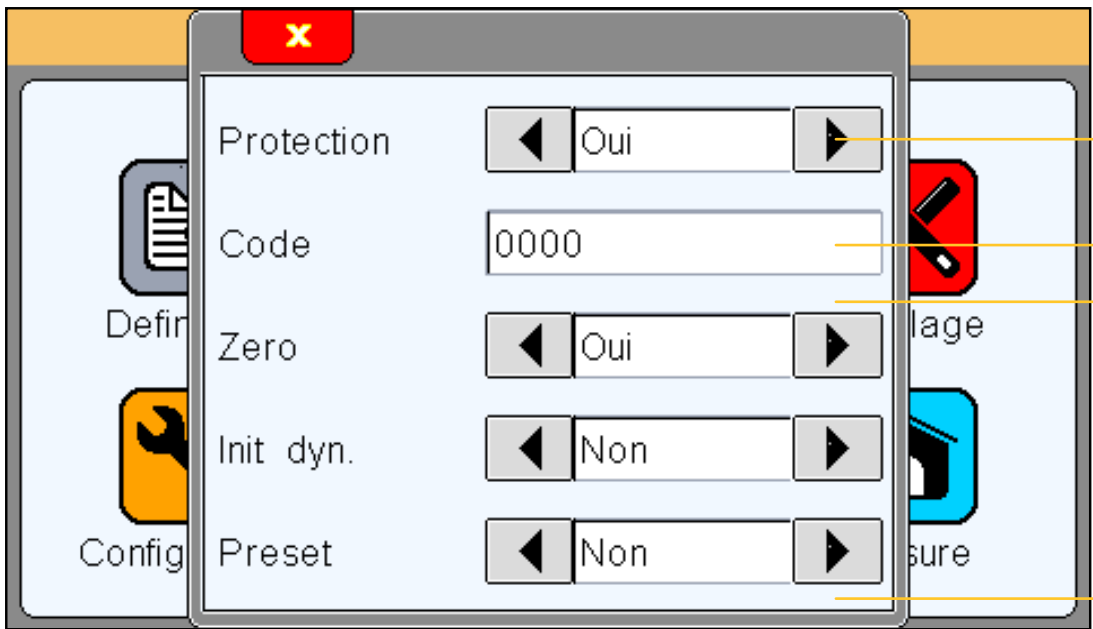 x
Protection Oui
Code 0000
Defin lage
Zero Oui
Init dyn. Non
Config Preset Non sure